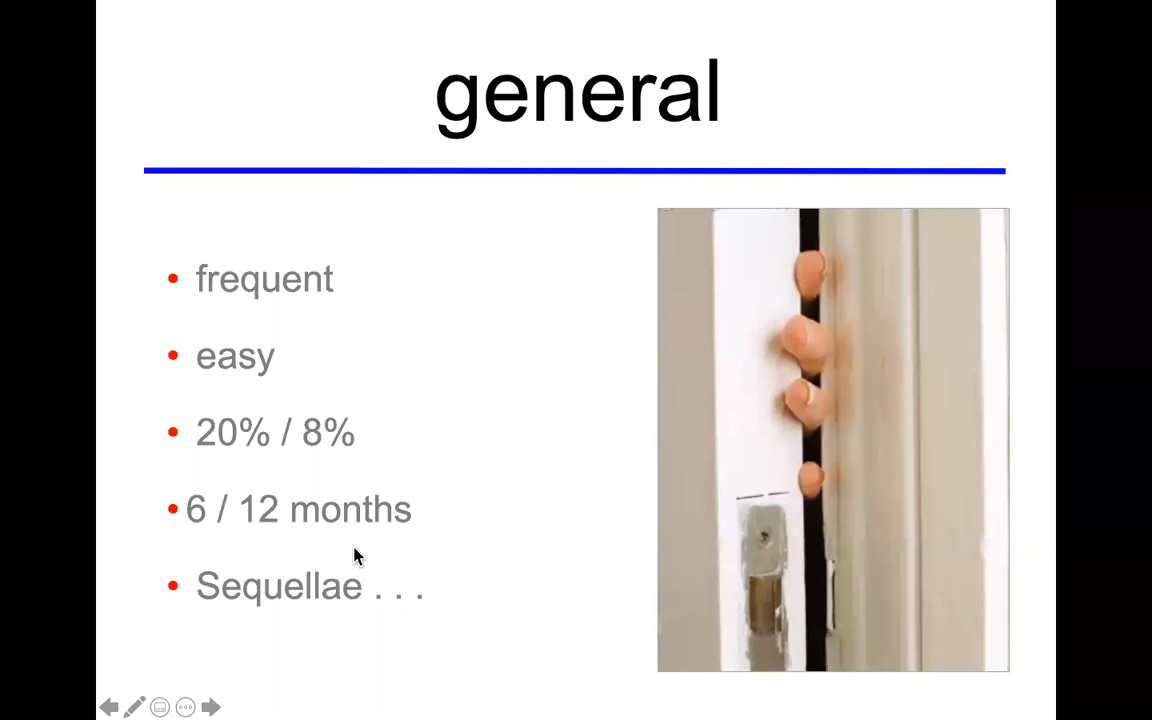 general
• frequent
• easy
• 20% / 8%
• 6 / 12 months
• Sequellae . . .